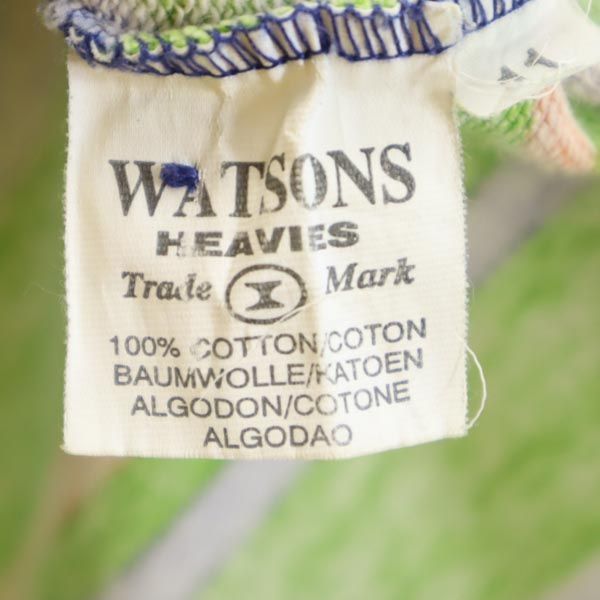 WATSONS
HEAVIES
Trade Mark
100% COTTON/COTON
BAUMWOLLE/KATOEN
ALGODON/COTONE
ALGODAO